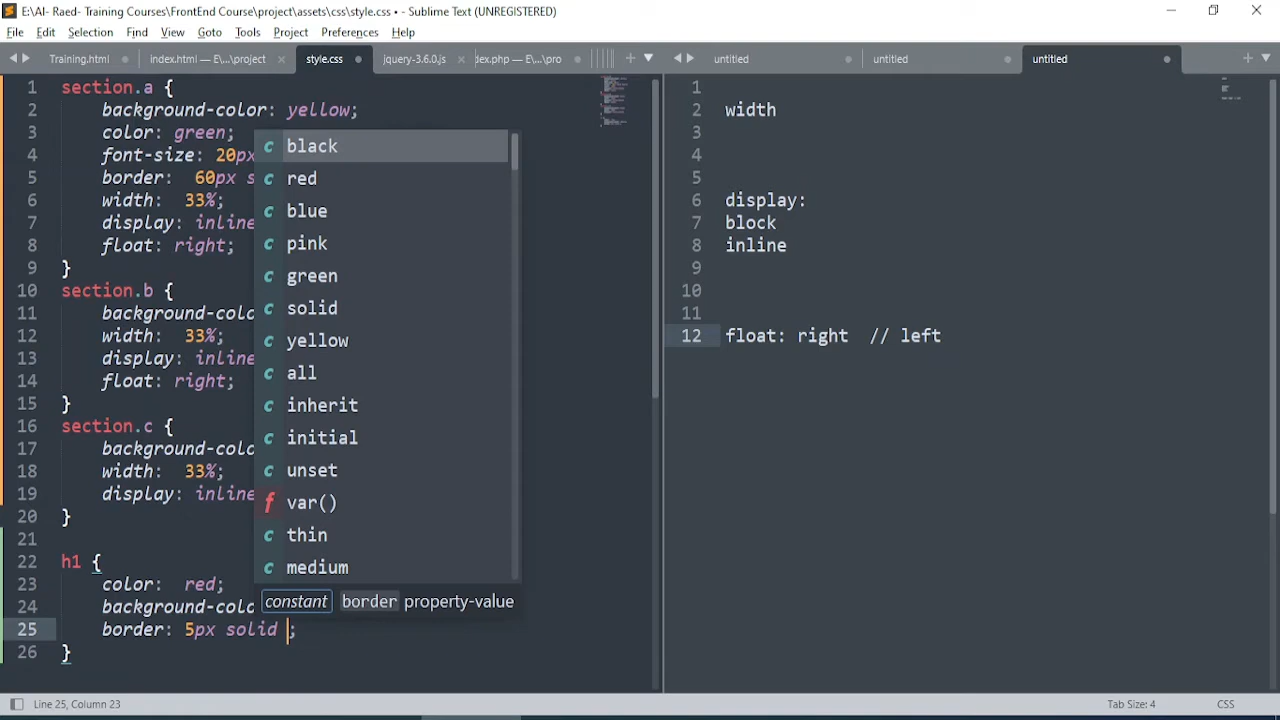 E:\AI- Raed- Training Courses\FrontEnd Course\project\assets\css\style.css • - Sublime Text (UNREGISTERED)
File Edit Selection Find View Goto Tools Project Preferences Help
Training.html index.html — E\...\project style.css jquery-3.6.0.js dex.php — E\...\pro untitled untitled untitled
1 section.a {
2 background-color: yellow;
3 color: green;
4 font-size: 20px
5 border: 60px s
6 width: 33%;
7 display: inline
8 float: right;
9 }
10 section.b {
11 background-colo
12 width: 33%;
13 display: inline
14 float: right;
15 }
16 section.c {
17 background-colo
18 width: 33%;
19 display: inline
20 }
21
22 h1 {
23 color: red;
24 background-colo
25 border: 5px solid ;
26 }
c black
c red
c blue
c pink
c green
c solid
c yellow
c all
c inherit
c initial
c unset
f var()
c thin
c medium
constant border property-value
1
2 width
3
4
5
6 display:
7 block
8 inline
9
10
11
12 float: right // left
Line 25, Column 23 Tab Size: 4 CSS